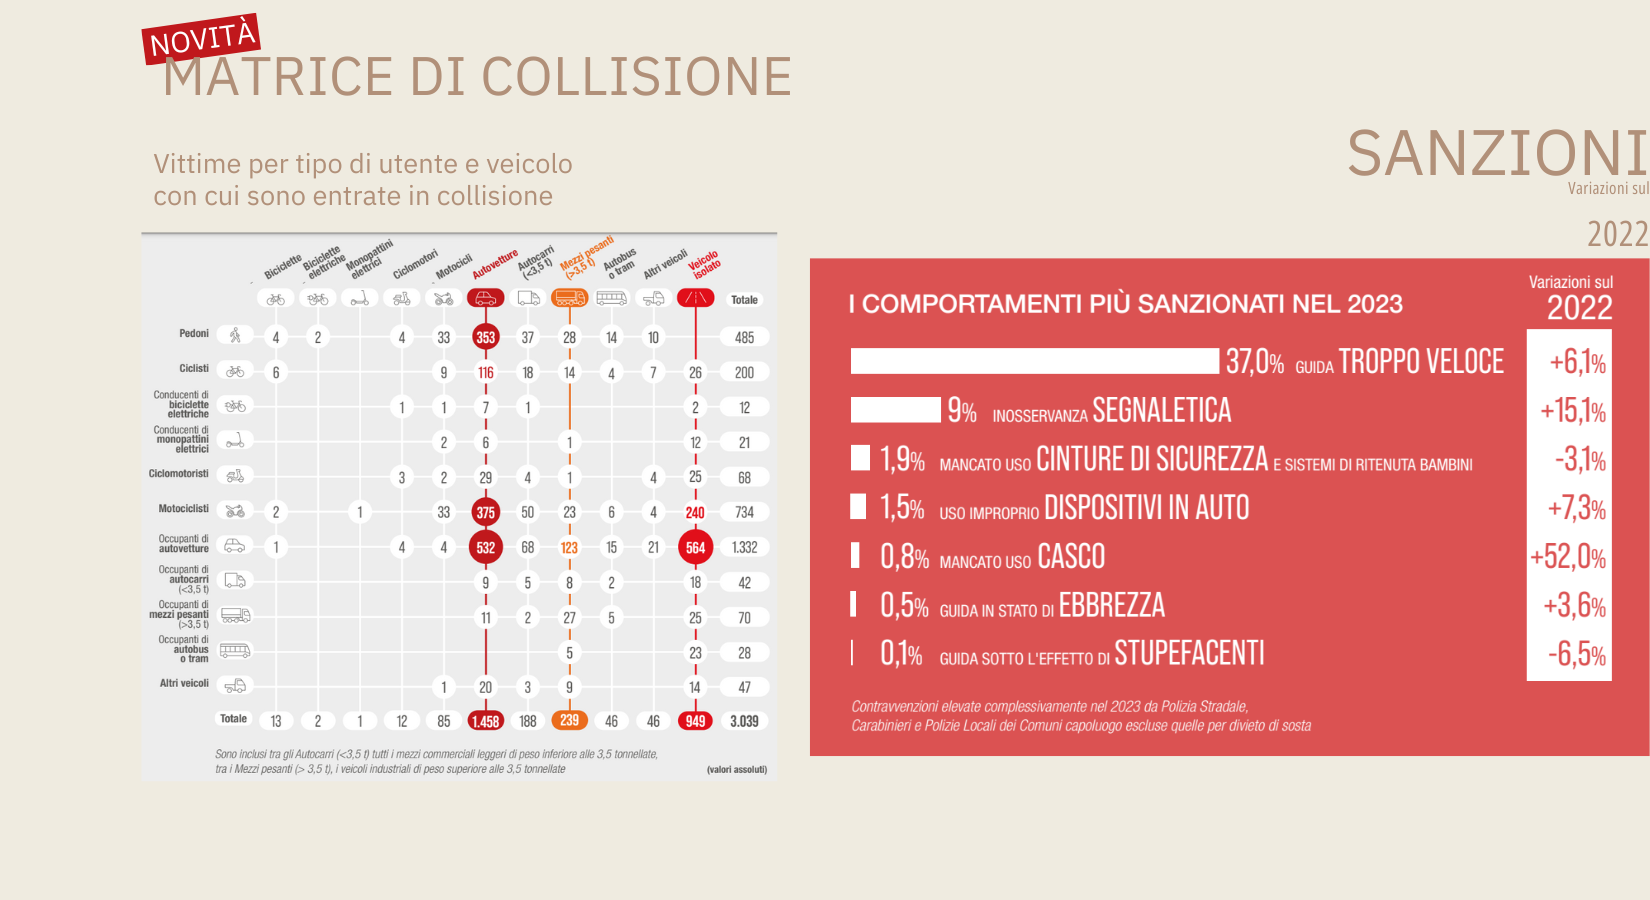 NOVITÀ
MATRICE DI COLLISIONE
Vittime per tipo di utente e veicolo
con cui sono entrate in collisione
Biciclette
Biciclette elettriche
Monopattini elettrici
Ciclomotori
Motocicli
Autovetture
Autocarri (<3,5 t)
Mezzi pesanti (>3,5 t)
Autobus o tram
Altri veicoli
Veicolo isolato
Totale
Pedoni 4 2 4 33 353 37 28 14 10 485
Ciclisti 6 9 116 18 14 4 7 26 200
Conducenti di
biciclette
elettriche 1 1 7 1 2 12
Conducenti di
monopattini
elettrici 2 6 1 12 21
Ciclomotoristi 3 2 29 4 1 4 25 68
Motociclisti 2 1 33 375 50 23 6 4 240 734
Occupanti di
autovetture 1 4 4 532 68 123 15 21 564 1.332
Occupanti di
autocarri
(<3,5 t) 9 5 8 2 18 42
Occupanti di
mezzi pesanti
(>3,5 t) 11 2 27 5 25 70
Occupanti di
autobus
o tram 5 23 28
Altri veicoli 1 20 3 9 14 47
Totale 13 2 1 12 85 1.458 188 239 46 46 949 3.039
Sono inclusi tra gli Autocarri (<3,5 t) tutti i mezzi commerciali leggeri di peso inferiore alle 3,5 tonnellate,
tra i Mezzi pesanti (> 3,5 t), i veicoli industriali di peso superiore alle 3,5 tonnellate
(valori assoluti)
SANZIONI
Variazioni sul
2022
I COMPORTAMENTI PIÙ SANZIONATI NEL 2023
Variazioni sul
2022
37,0% GUIDA TROPPO VELOCE +6,1%
9% INOSSERVANZA SEGNALETICA +15,1%
1,9% MANCATO USO CINTURE DI SICUREZZA E SISTEMI DI RITENUTA BAMBINI -3,1%
1,5% USO IMPROPRIO DISPOSITIVI IN AUTO +7,3%
0,8% MANCATO USO CASCO +52,0%
0,5% GUIDA IN STATO DI EBBREZZA +3,6%
0,1% GUIDA SOTTO L'EFFETTO DI STUPEFACENTI -6,5%
Contravvenzioni elevate complessivamente nel 2023 da Polizia Stradale,
Carabinieri e Polizie Locali dei Comuni capoluogo escluse quelle per divieto di sosta